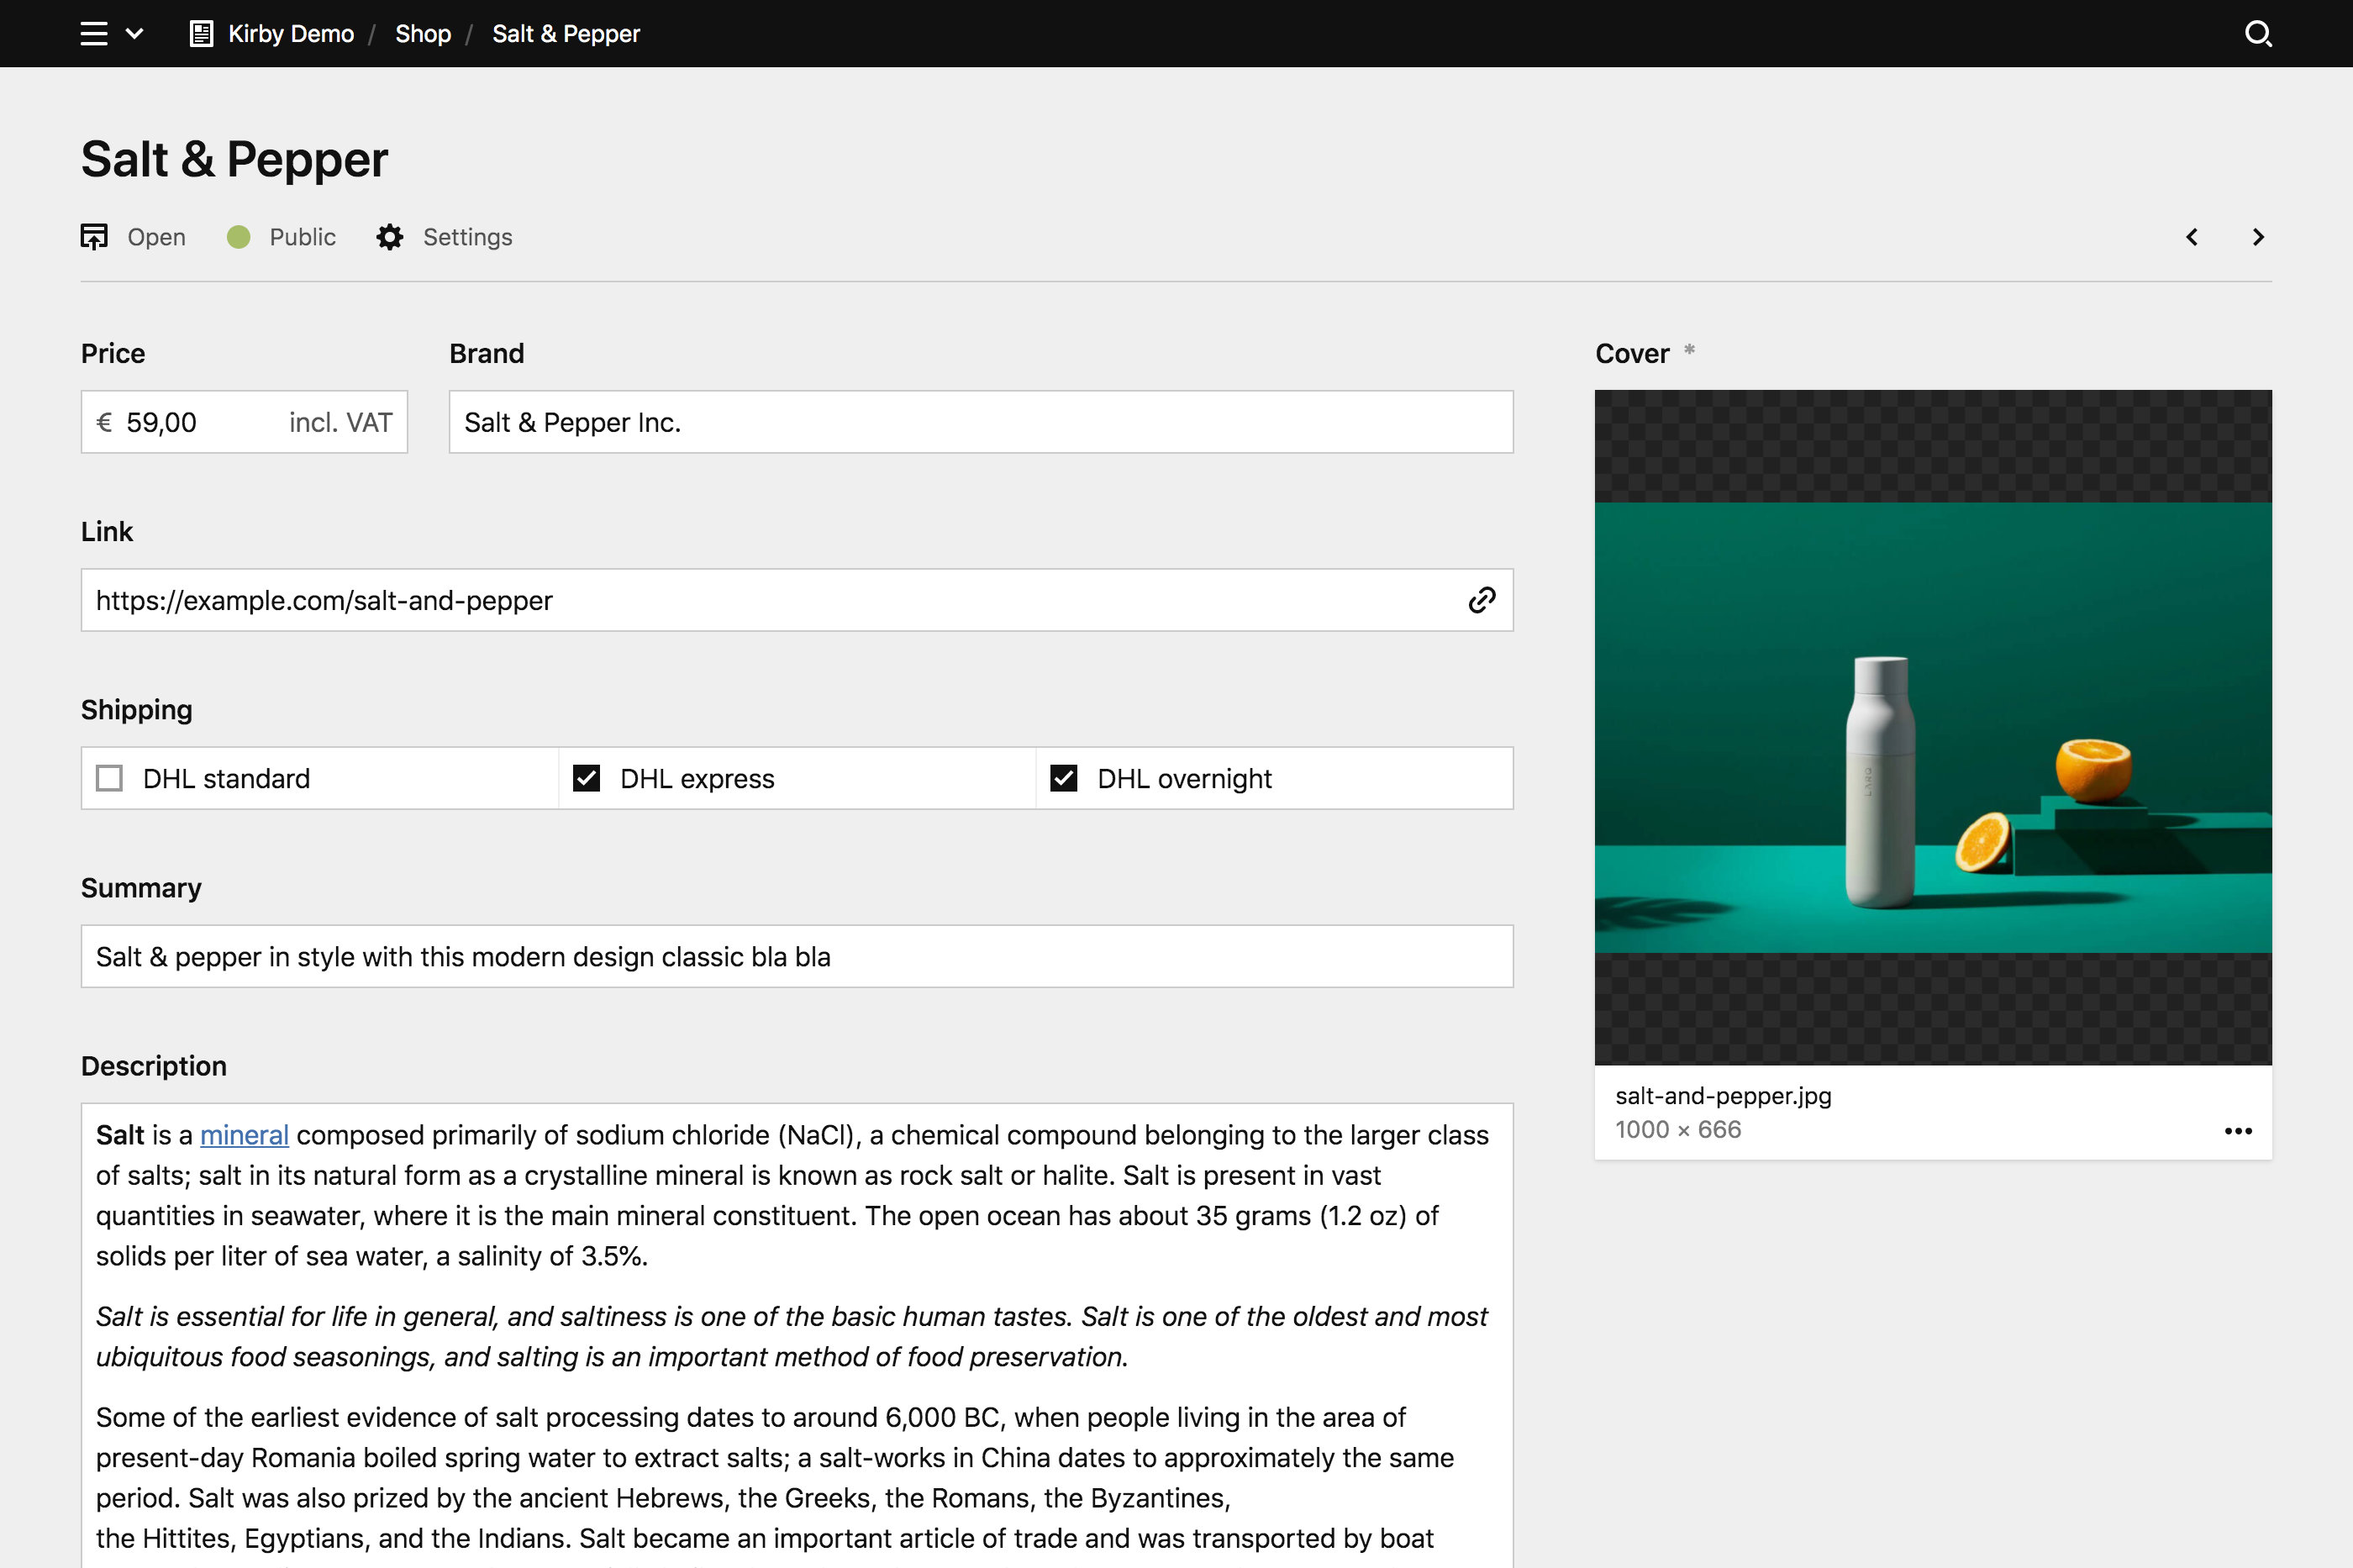 Kirby Demo / Shop / Salt & Pepper
Salt & Pepper
Open Public Settings
Price
€ 59,00 incl. VAT
Brand
Salt & Pepper Inc.
Link
https://example.com/salt-and-pepper
Shipping
DHL standard
DHL express
DHL overnight
Summary
Salt & pepper in style with this modern design classic bla bla
Description
Salt is a mineral composed primarily of sodium chloride (NaCl), a chemical compound belonging to the larger class
of salts; salt in its natural form as a crystalline mineral is known as rock salt or halite. Salt is present in vast
quantities in seawater, where it is the main mineral constituent. The open ocean has about 35 grams (1.2 oz) of
solids per liter of sea water, a salinity of 3.5%.
Salt is essential for life in general, and saltiness is one of the basic human tastes. Salt is one of the oldest and most
ubiquitous food seasonings, and salting is an important method of food preservation.
Some of the earliest evidence of salt processing dates to around 6,000 BC, when people living in the area of
present-day Romania boiled spring water to extract salts; a salt-works in China dates to approximately the same
period. Salt was also prized by the ancient Hebrews, the Greeks, the Romans, the Byzantines,
the Hittites, Egyptians, and the Indians. Salt became an important article of trade and was transported by boat
Cover *
LARQ
salt-and-pepper.jpg
1000 × 666